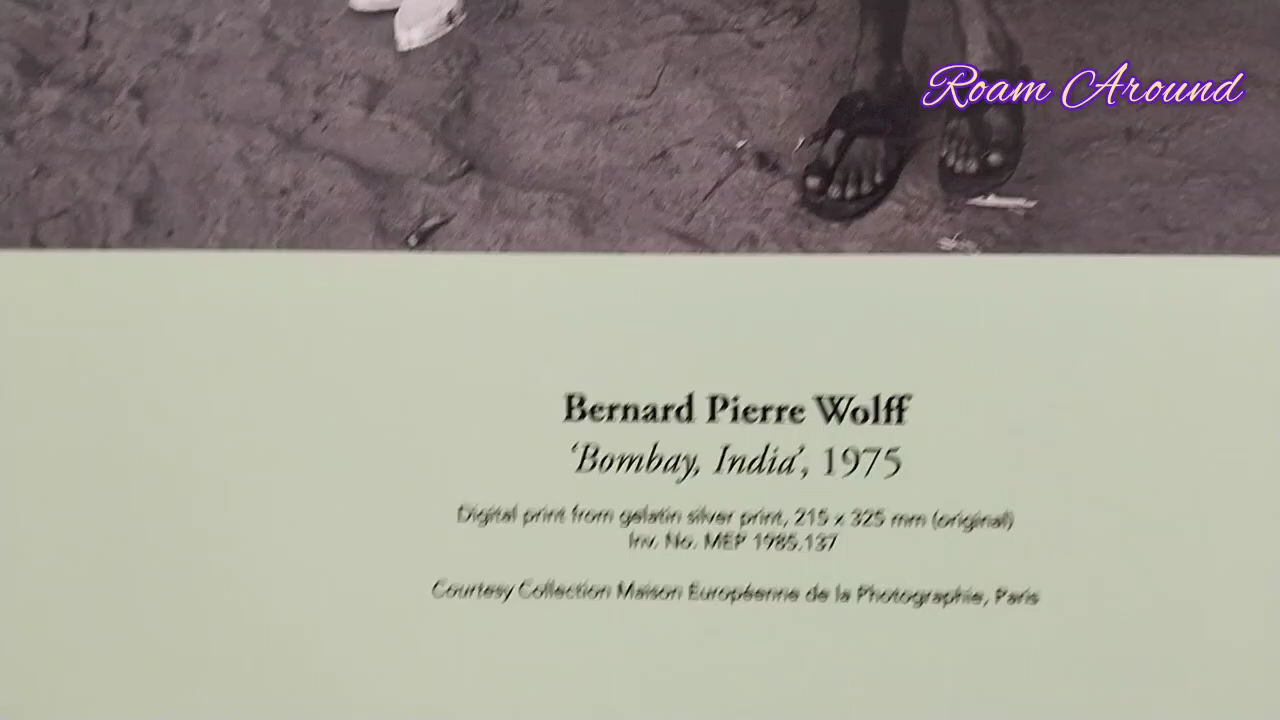 Roam Around
Bernard Pierre Wolff
‘Bombay, India’, 1975
Digital print from gelatin silver print, 215 x 325 mm (original)
Inv. No. MEP 1985.137
Courtesy Collection Maison Européenne de la Photographie, Paris